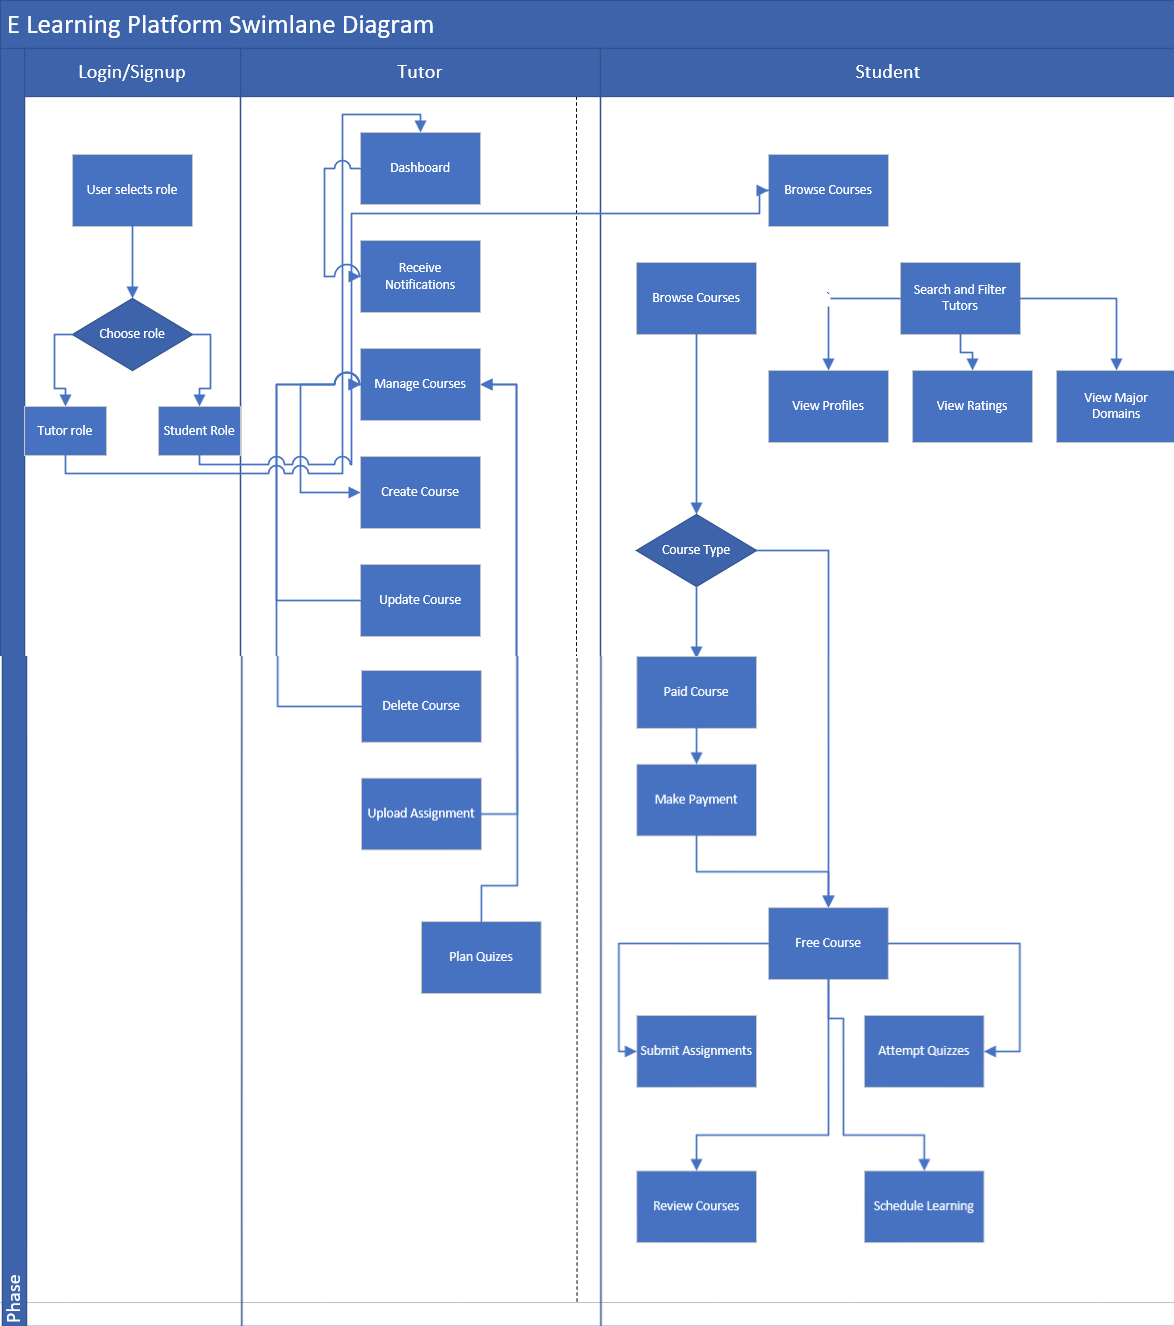 E Learning Platform Swimlane Diagram
Login/Signup
Tutor
Student
User selects role
Choose role
Tutor role
Student Role
Dashboard
Receive
Notifications
Manage Courses
Create Course
Update Course
Delete Course
Upload Assignment
Plan Quizes
Browse Courses
Browse Courses
Search and Filter
Tutors
View Profiles
View Ratings
View Major
Domains
Course Type
Paid Course
Make Payment
Free Course
Submit Assignments
Attempt Quizzes
Review Courses
Schedule Learning
Phase